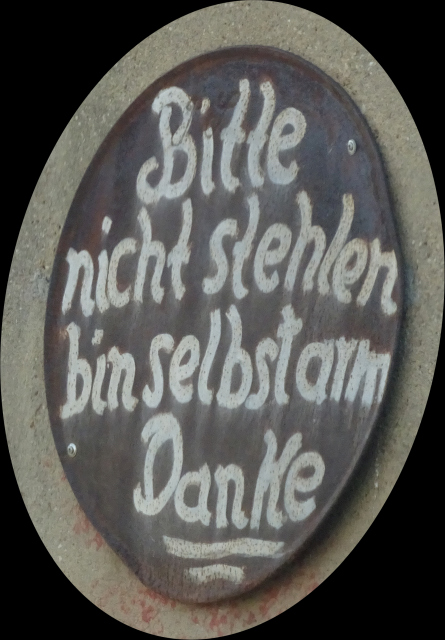 Bitte
nicht stehlen
bin selbst arm
Danke